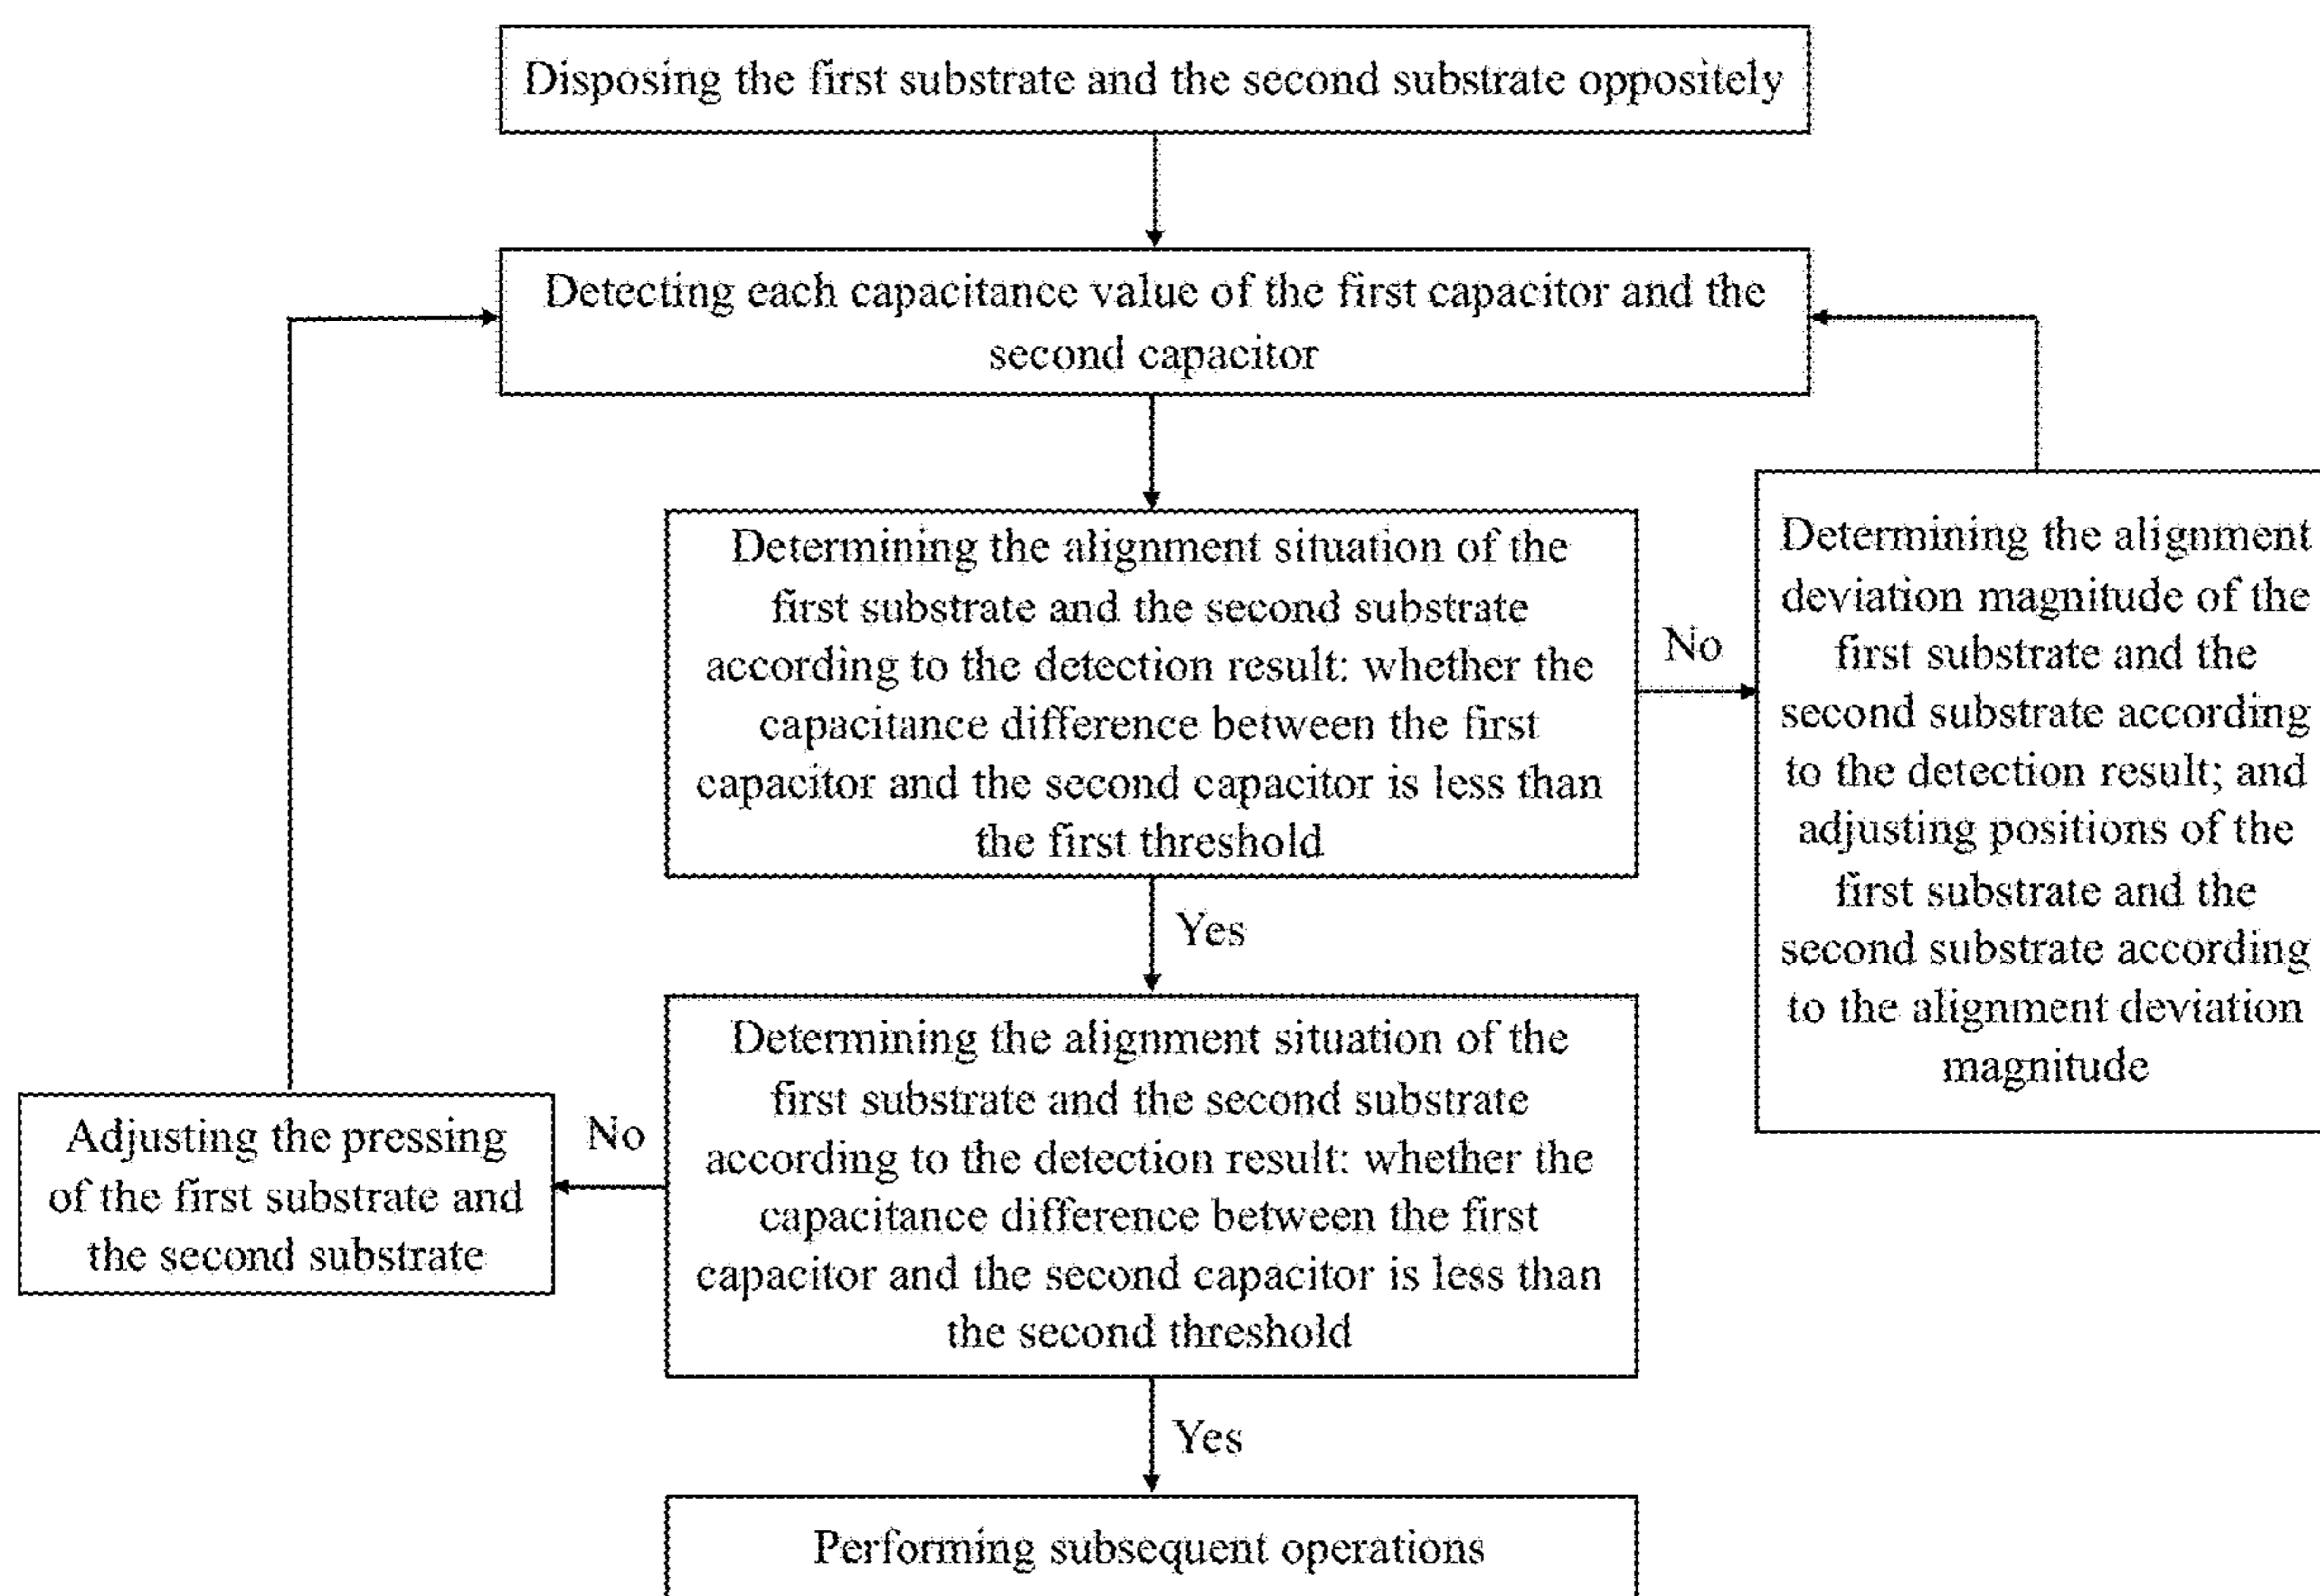 Disposing the first substrate and the second substrate oppositely
Detecting each capacitance value of the first capacitor and the
second capacitor
Determining the alignment situation of the
first substrate and the second substrate
according to the detection result: whether the
capacitance difference between the first
capacitor and the second capacitor is less than
the first threshold
No
Determining the alignment
deviation magnitude of the
first substrate and the
second substrate according
to the detection result; and
adjusting positions of the
first substrate and the
second substrate according
to the alignment deviation
magnitude
Yes
Determining the alignment situation of the
first substrate and the second substrate
according to the detection result: whether the
capacitance difference between the first
capacitor and the second capacitor is less than
the second threshold
No
Adjusting the pressing
of the first substrate and
the second substrate
Yes
Performing subsequent operations